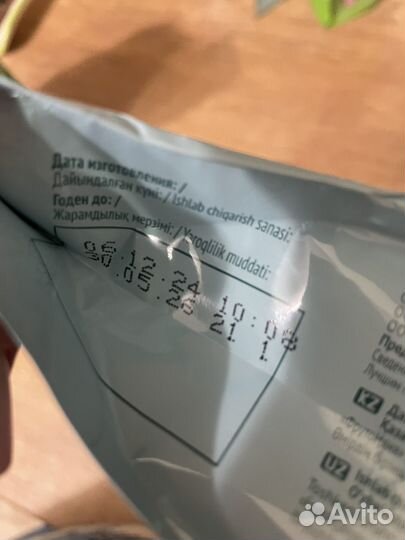 Дата изготовления: /
Дайындалған күні: / Ishlab chiqarish sanasi:
Годен до: /
Жарамдылық мерзімі: / Yaroqlilik muddati:
06.12.24 10:08
30.05.26 21 1
KZ
UZ
Avito